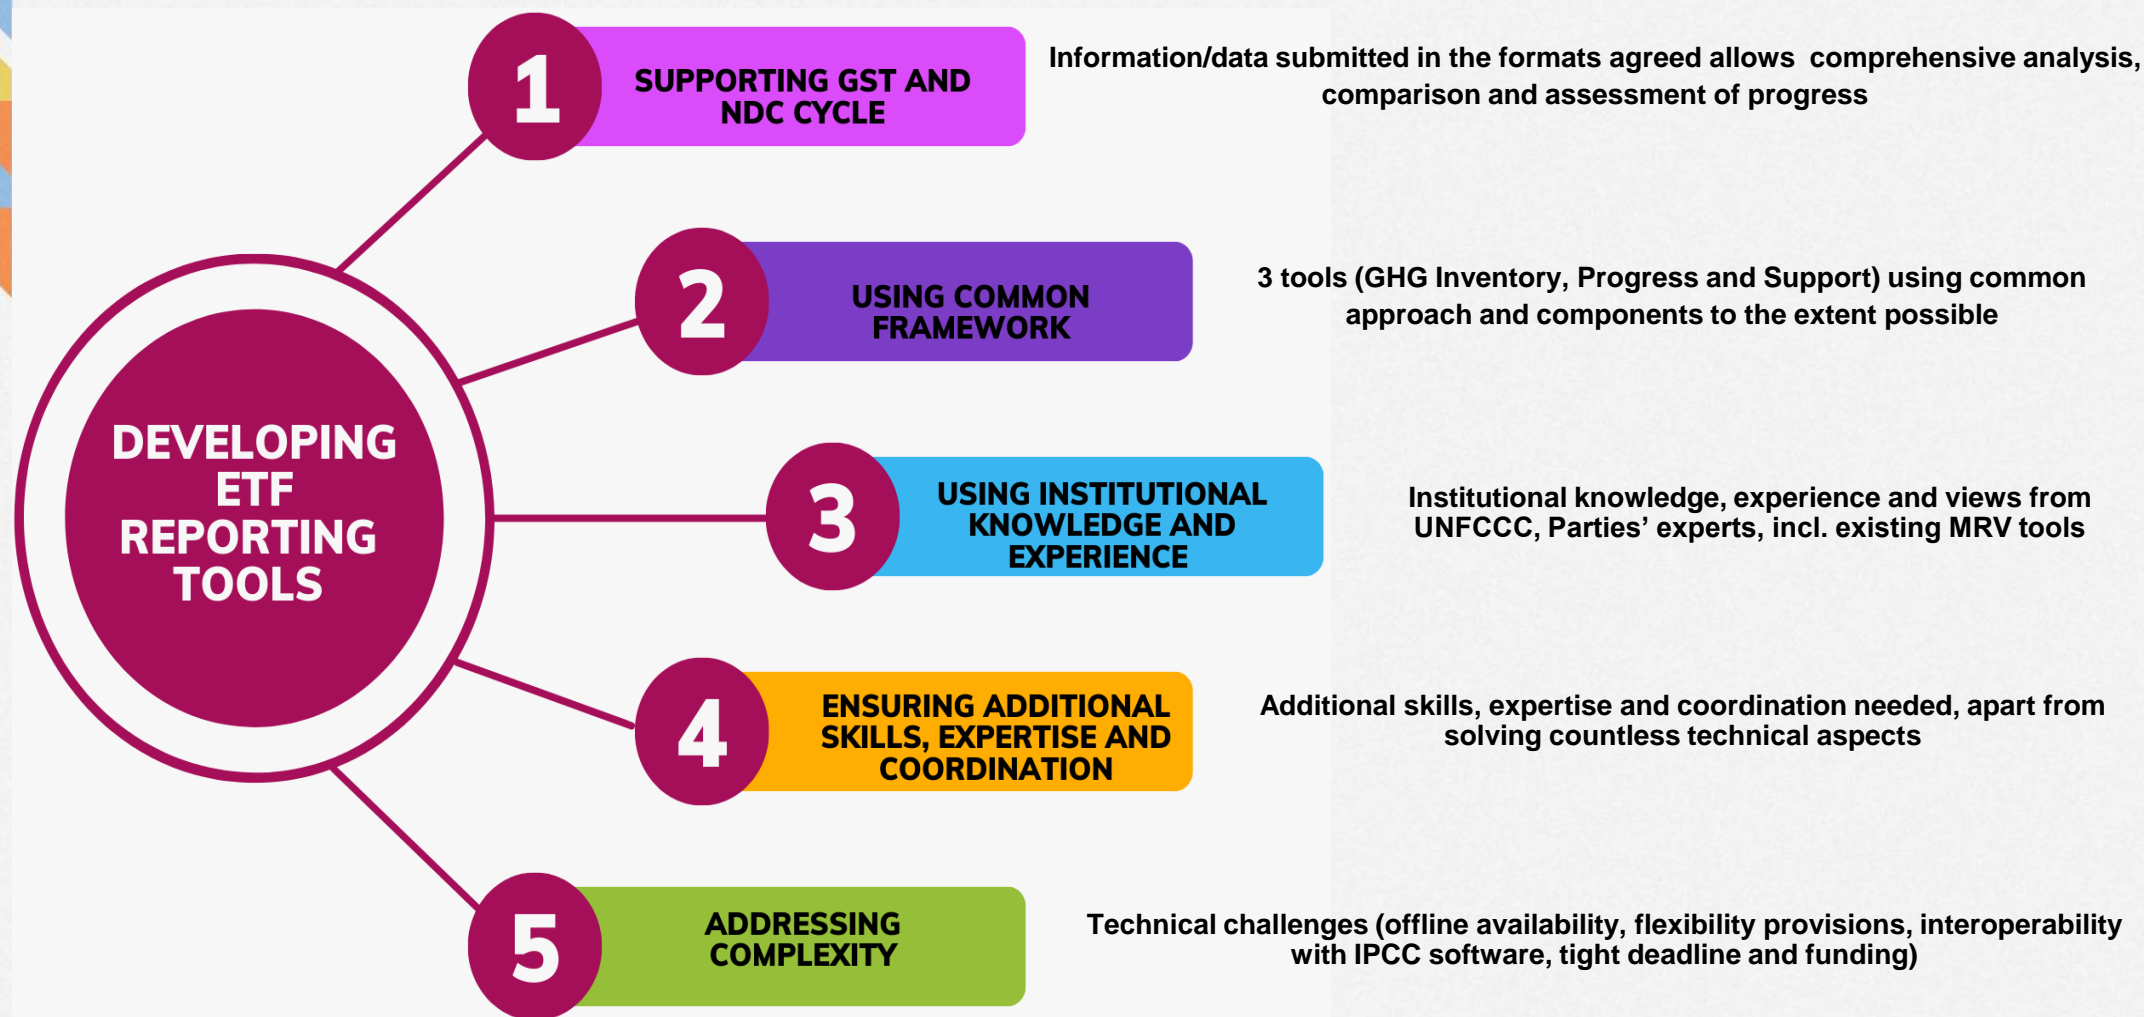 DEVELOPING
ETF
REPORTING
TOOLS
1
SUPPORTING GST AND
NDC CYCLE
Information/data submitted in the formats agreed allows comprehensive analysis,
comparison and assessment of progress
2
USING COMMON
FRAMEWORK
3 tools (GHG Inventory, Progress and Support) using common
approach and components to the extent possible
3
USING INSTITUTIONAL
KNOWLEDGE AND
EXPERIENCE
Institutional knowledge, experience and views from
UNFCCC, Parties’ experts, incl. existing MRV tools
4
ENSURING ADDITIONAL
SKILLS, EXPERTISE AND
COORDINATION
Additional skills, expertise and coordination needed, apart from
solving countless technical aspects
5
ADDRESSING
COMPLEXITY
Technical challenges (offline availability, flexibility provisions, interoperability
with IPCC software, tight deadline and funding)